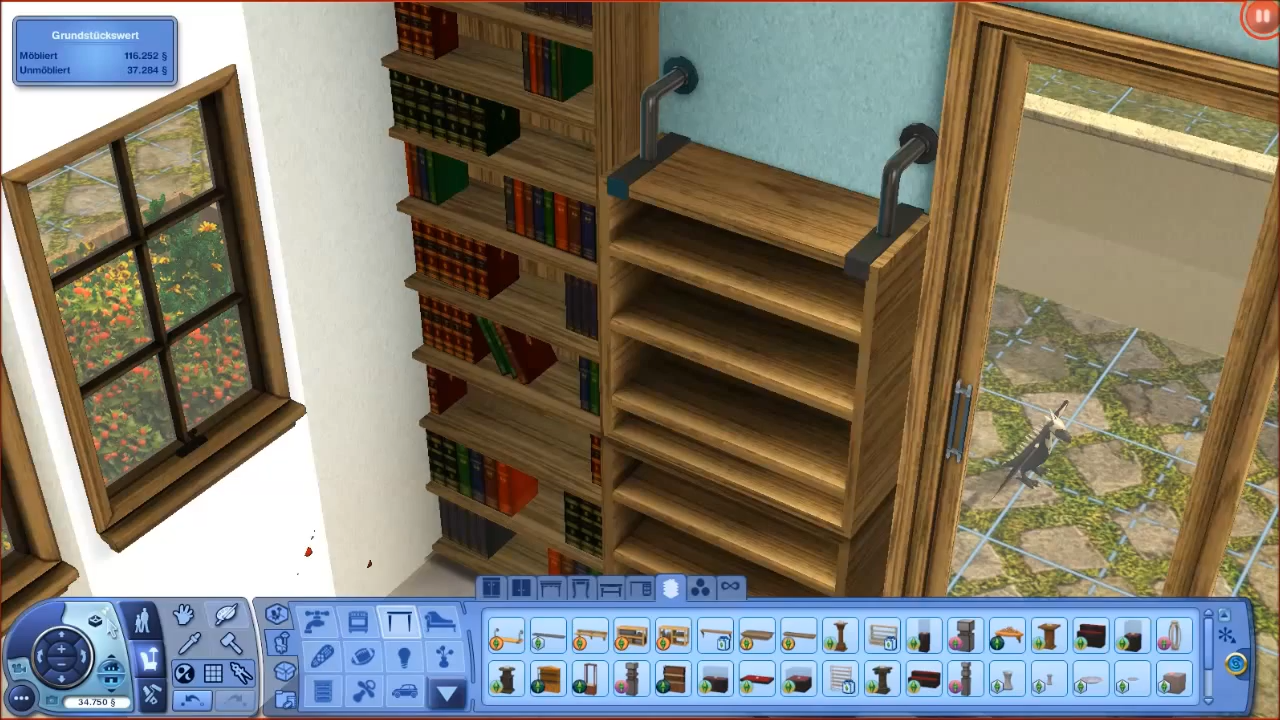 Grundstückswert
Möbliert 116.252 §
Unmöbliert 37.284 §
34.750 §